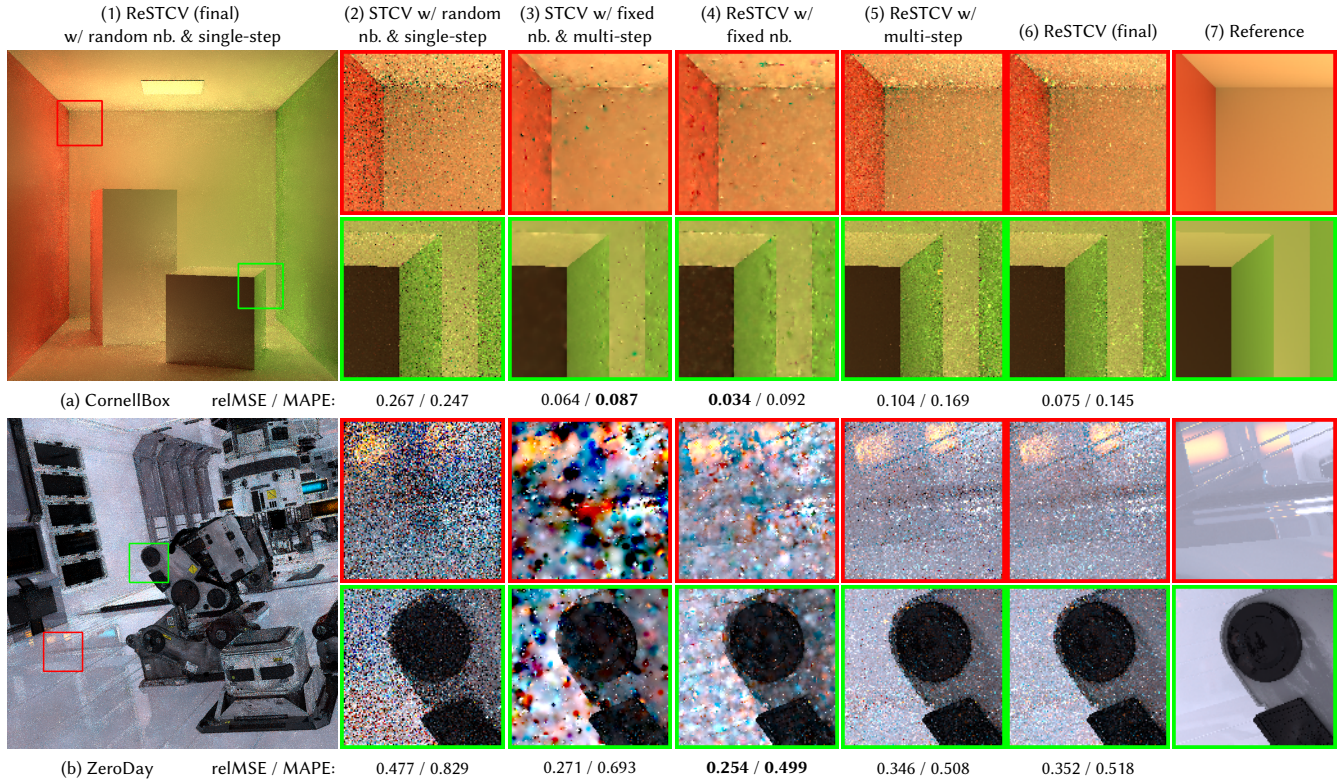 (1) ReSTCV (final)
w/ random nb. & single-step
(2) STCV w/ random
nb. & single-step
(3) STCV w/ fixed
nb. & multi-step
(4) ReSTCV w/
fixed nb.
(5) ReSTCV w/
multi-step
(6) ReSTCV (final)
(7) Reference
(a) CornellBox relMSE / MAPE: 0.267 / 0.247 0.064 / 0.087 0.034 / 0.092 0.104 / 0.169 0.075 / 0.145
(b) ZeroDay relMSE / MAPE: 0.477 / 0.829 0.271 / 0.693 0.254 / 0.499 0.346 / 0.508 0.352 / 0.518